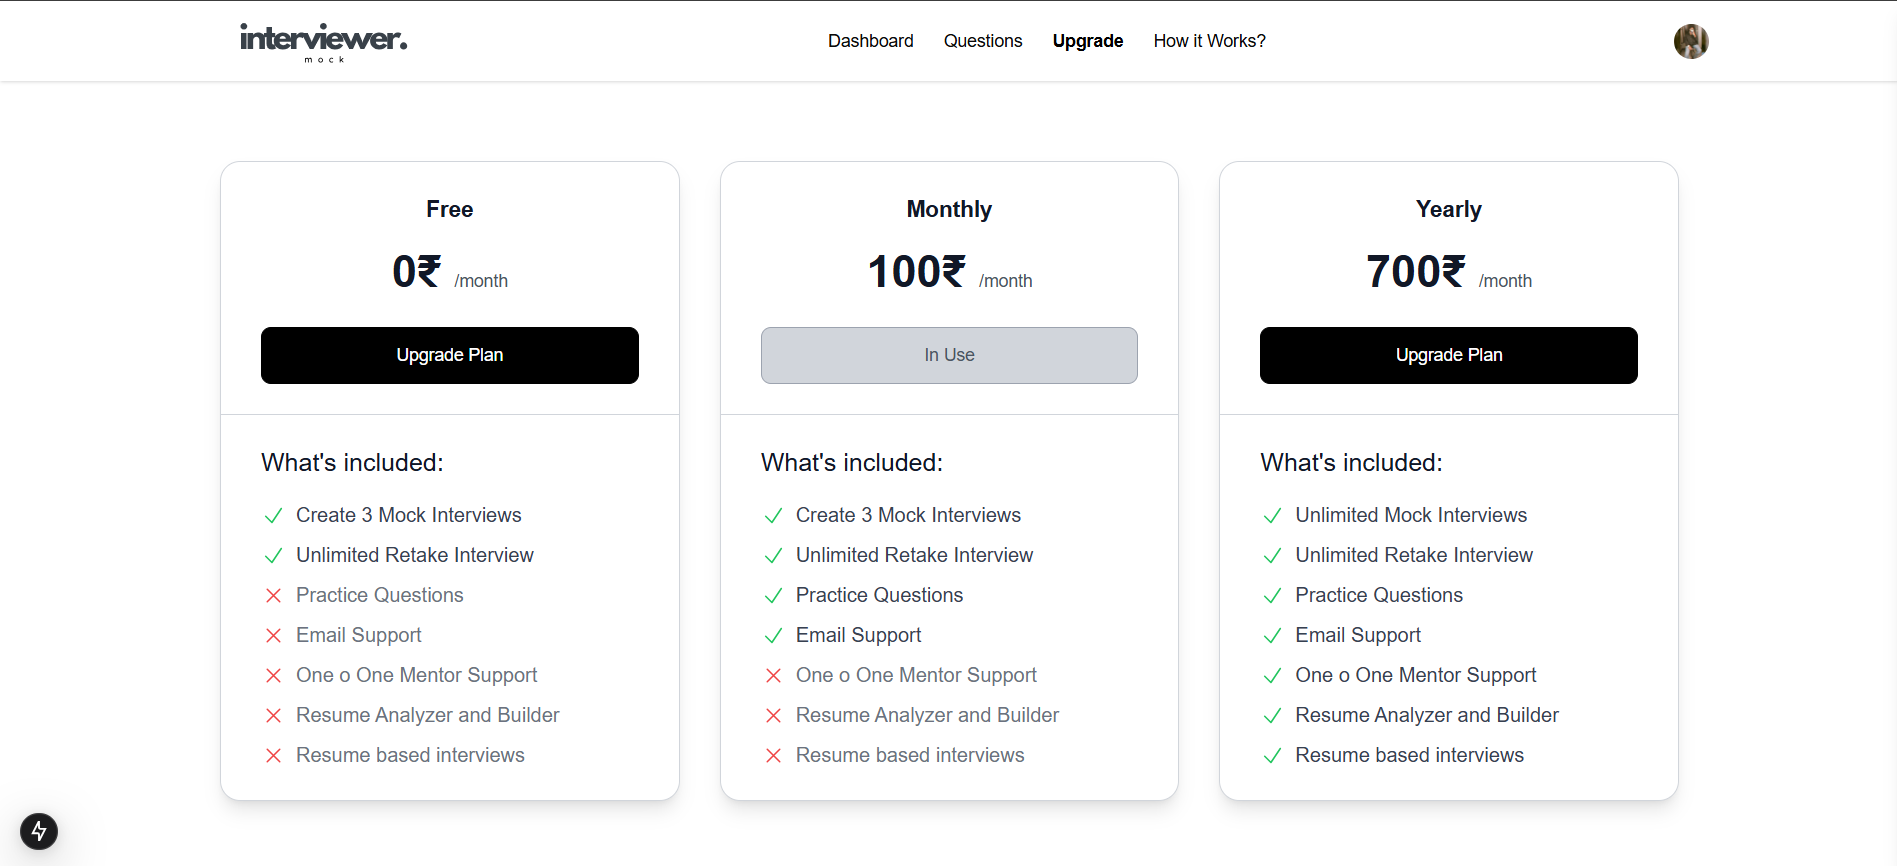 interviewer.
mock
Dashboard Questions Upgrade How it Works?
Free
0₹ /month
Upgrade Plan
What's included:
Create 3 Mock Interviews
Unlimited Retake Interview
Practice Questions
Email Support
One o One Mentor Support
Resume Analyzer and Builder
Resume based interviews
Monthly
100₹ /month
In Use
What's included:
Create 3 Mock Interviews
Unlimited Retake Interview
Practice Questions
Email Support
One o One Mentor Support
Resume Analyzer and Builder
Resume based interviews
Yearly
700₹ /month
Upgrade Plan
What's included:
Unlimited Mock Interviews
Unlimited Retake Interview
Practice Questions
Email Support
One o One Mentor Support
Resume Analyzer and Builder
Resume based interviews